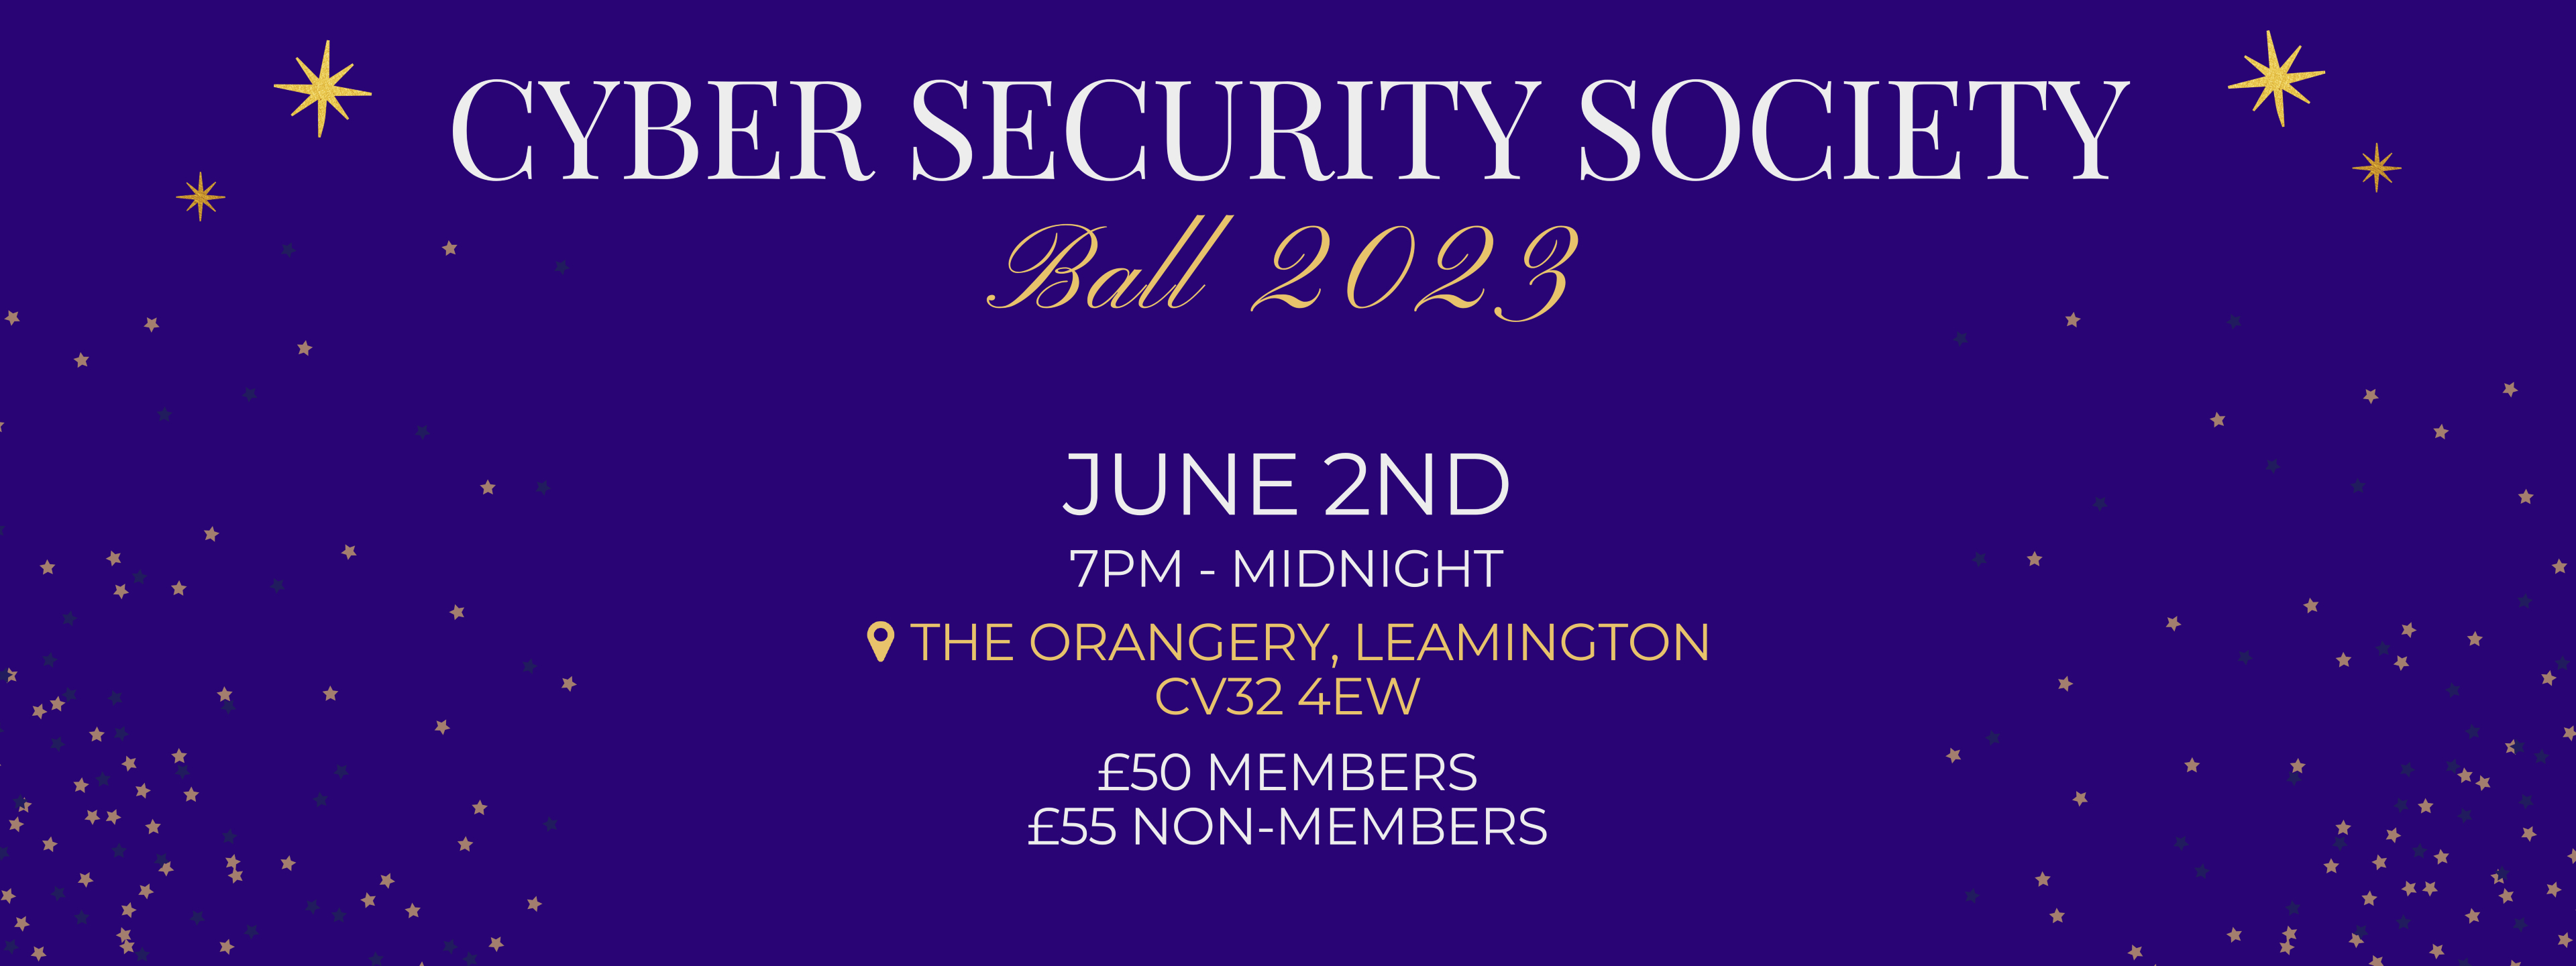 CYBER SECURITY SOCIETY
Ball 2023
JUNE 2ND
7PM - MIDNIGHT
THE ORANGERY, LEAMINGTON
CV32 4EW
£50 MEMBERS
£55 NON-MEMBERS